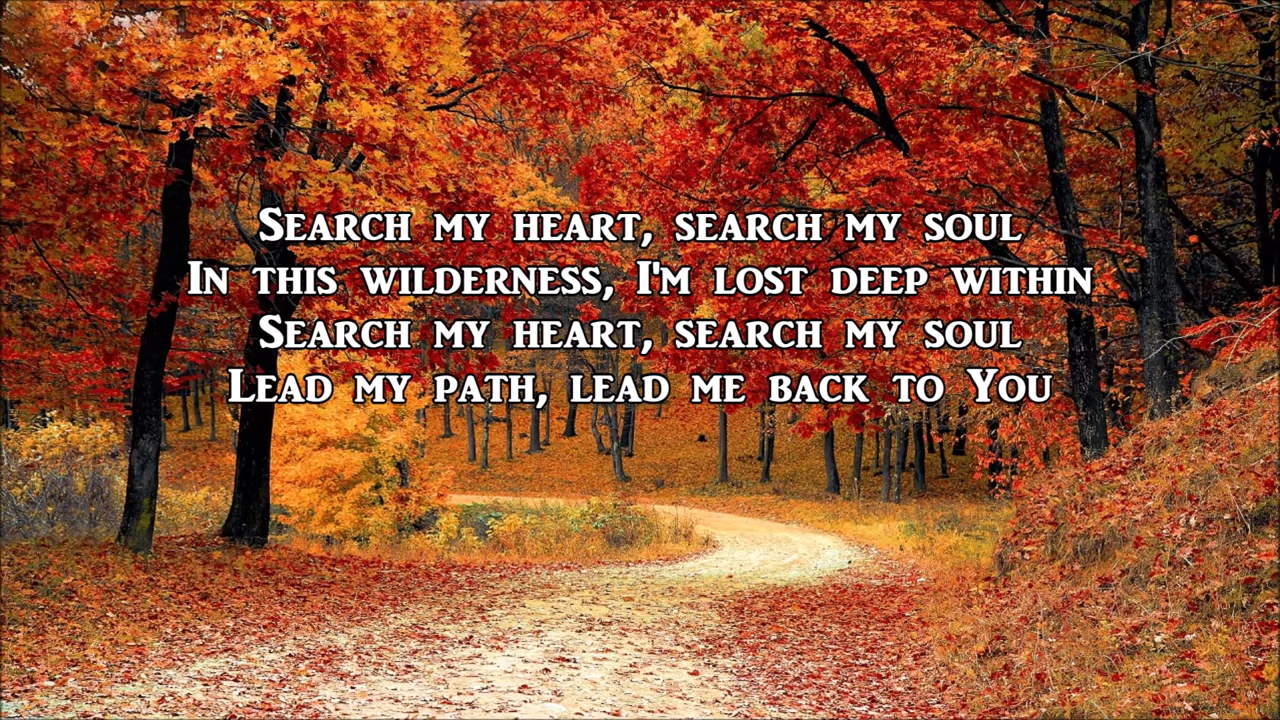 Search my heart, search my soul
In this wilderness, I'm lost deep within
Search my heart, search my soul
Lead my path, lead me back to You